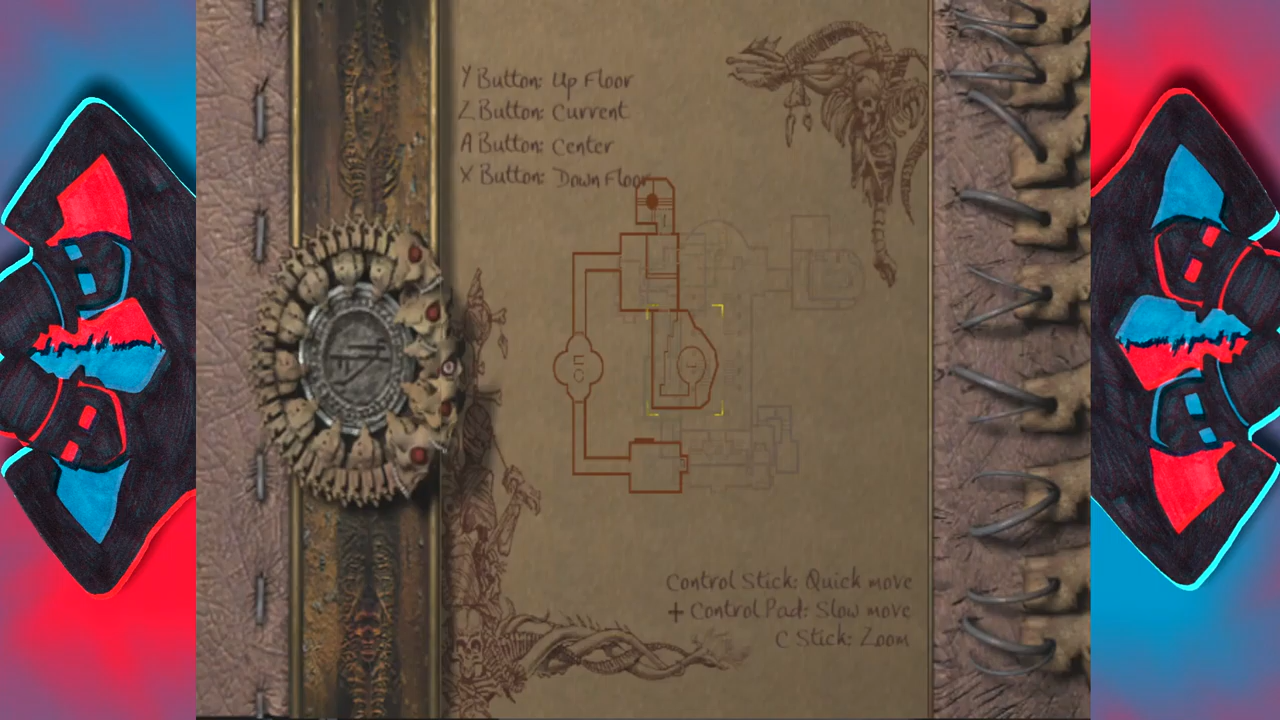 Y Button: Up Floor
Z Button: Current
A Button: Center
X Button: Down Floor
Control Stick: Quick move
+ Control Pad: Slow move
C Stick: Zoom